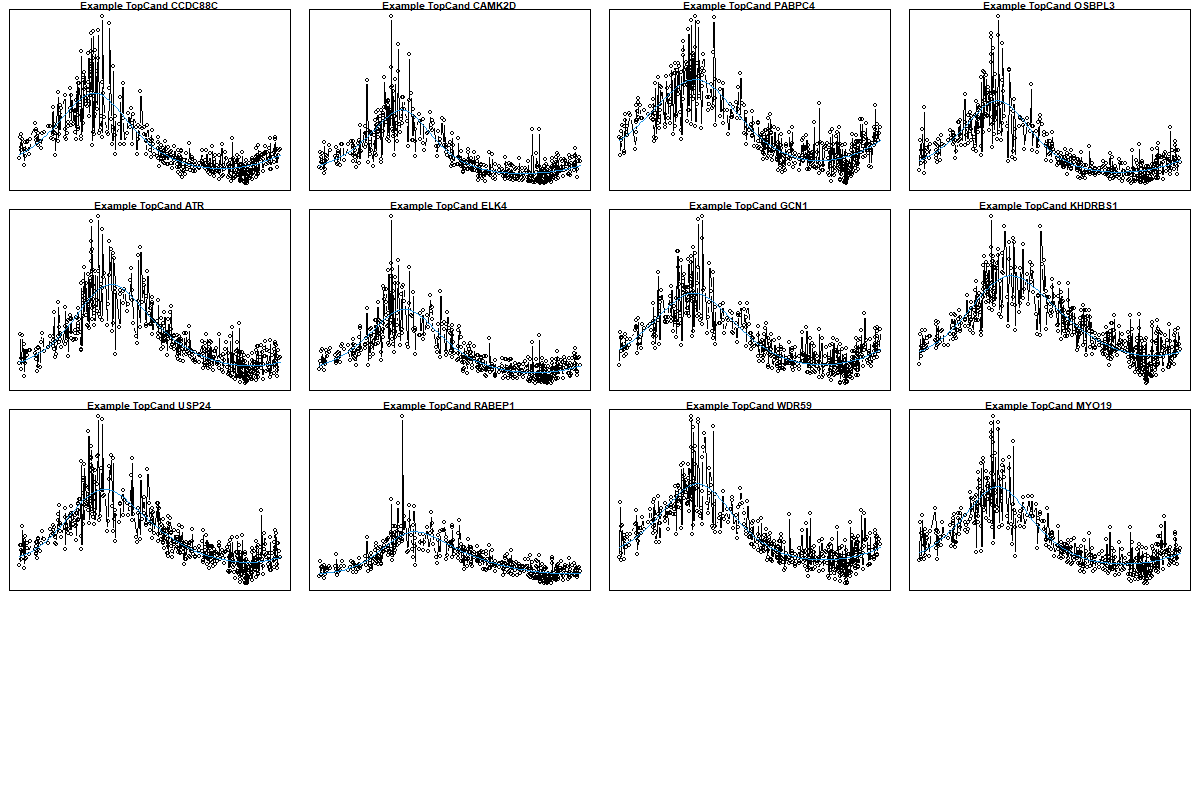 Example TopCand CCDC88C
Example TopCand CAMK2D
Example TopCand PABPC4
Example TopCand OSBPL3
Example TopCand ATR
Example TopCand ELK4
Example TopCand GCN1
Example TopCand KHDRBS1
Example TopCand USP24
Example TopCand RABEP1
Example TopCand WDR59
Example TopCand MYO19